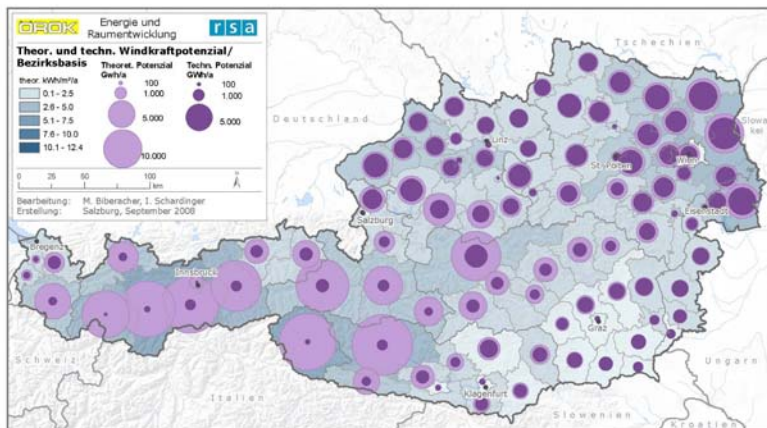 ÖROK
Energie und
Raumentwicklung
rsa
Theor. und techn. Windkraftpotenzial/
Bezirksbasis
theor. kWh/m²/a
0.1 - 2.5
2.6 - 5.0
5.1 - 7.5
7.6 - 10.0
10.1 - 12.4
Theoret. Potenzial
Gwh/a
100
1.000
5.000
10.000
Techn. Potenzial
GWh/a
100
1.000
5.000
0 25 50 100
km
Bearbeitung: M. Biberacher, I. Schardinger
Erstellung: Salzburg, September 2008
Tschechien
Deutschland
Slowa
kei
Linz
St. Pölten
Wien
Salzburg
Eisenstadt
Bregenz
Innsbruck
Graz
Schweiz
Ungarn
Klagenfurt
Italien
Slowenien
Kroatien